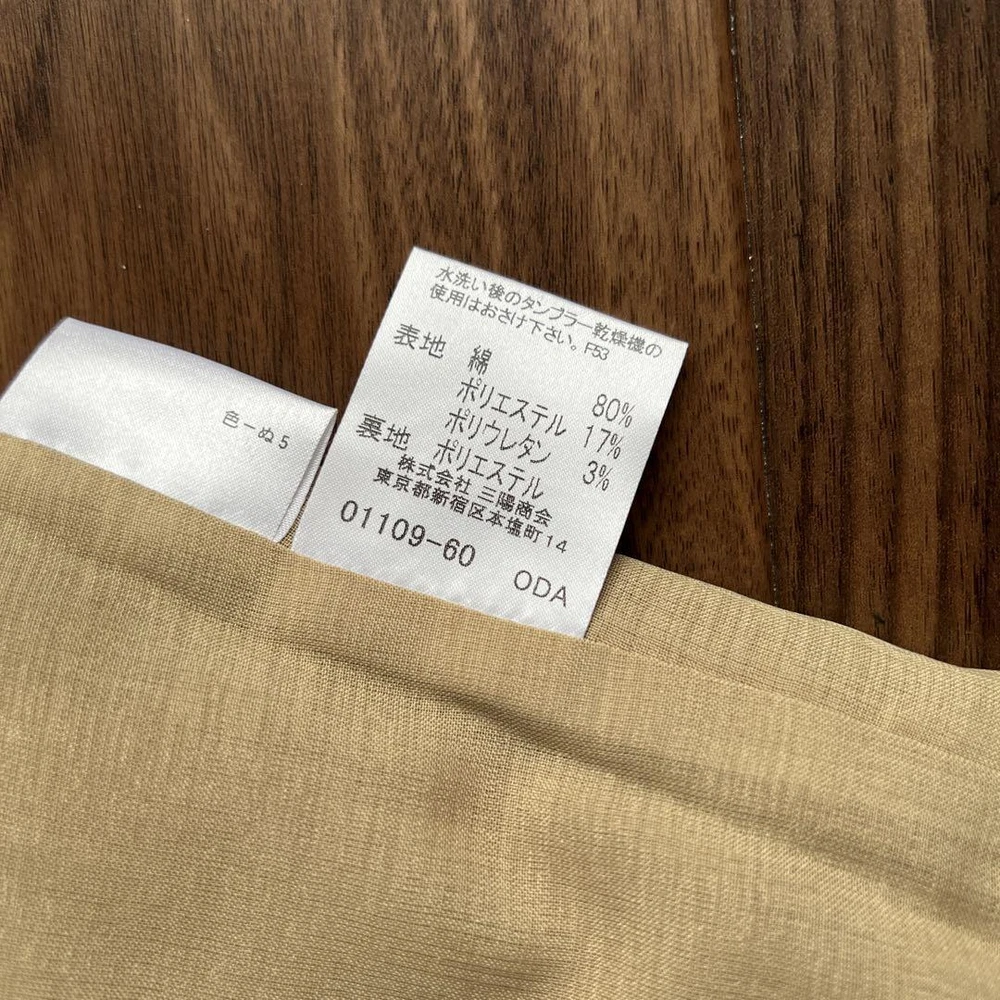 水洗い後のタンブラー乾燥機の
使用はおさけ下さい。F53
表地 綿 80%
ポリエステル 17%
ポリウレタン 3%
裏地 ポリエステル
株式会社 三陽商会
東京都新宿区本塩町14
01109-60
ODA
色ーぬ5